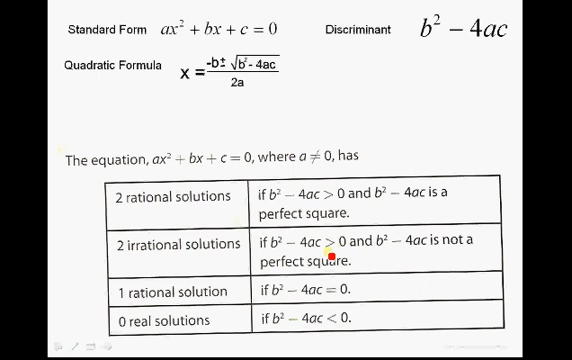 Standard Form ax² + bx + c = 0 Discriminant b² – 4ac
Quadratic Formula x = -b± √b² - 4ac
2a
The equation, ax² + bx + c = 0, where a ≠ 0, has
2 rational solutions if b² – 4ac > 0 and b² – 4ac is a
perfect square.
2 irrational solutions if b² – 4ac > 0 and b² – 4ac is not a
perfect square.
1 rational solution if b² – 4ac = 0.
0 real solutions if b² – 4ac < 0.